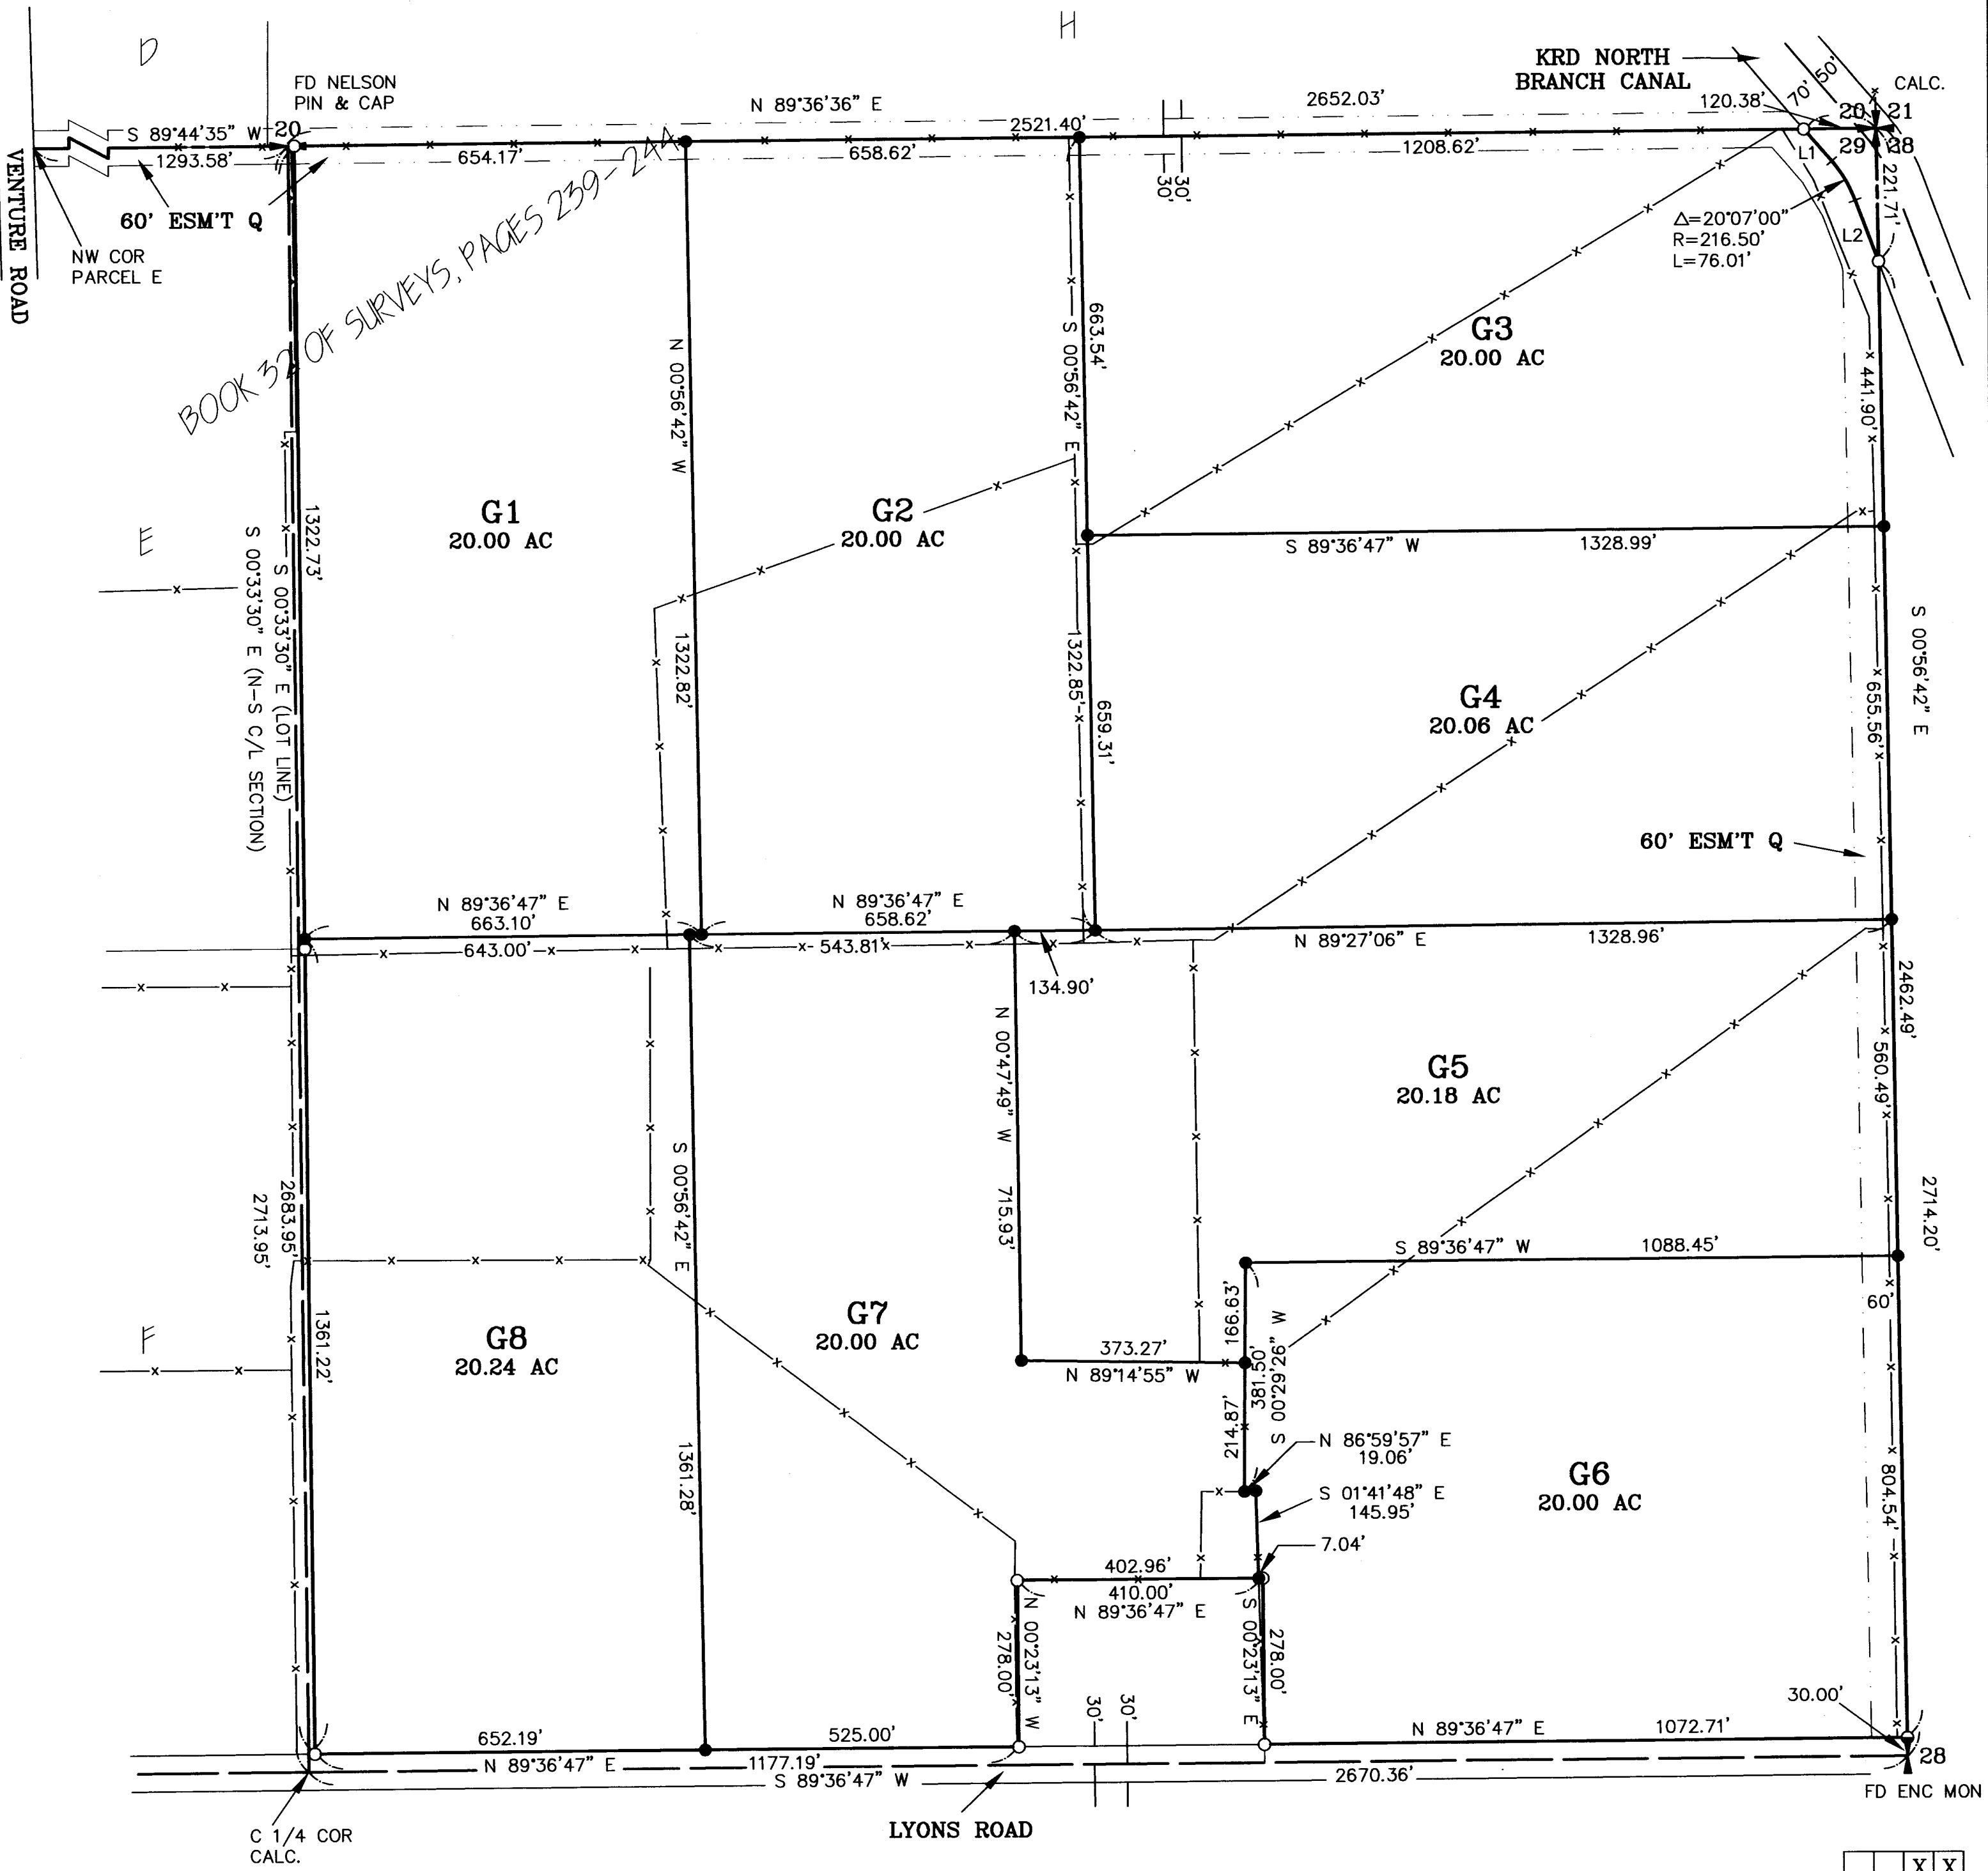 D
H
KRD NORTH
BRANCH CANAL
70'
50'
CALC.
FD NELSON
PIN & CAP
N 89°36'36" E
2652.03'
120.38'
20
21
29
28
S 89°44'35" W
20
2521.40'
1293.58'
654.17'
658.62'
1208.62'
30'
30'
L1
221.71'
VENTURE ROAD
60' ESM'T Q
NW COR
PARCEL E
BOOK 32 OF SURVEYS, PAGES 239-244
Δ=20°07'00"
R=216.50'
L=76.01'
L2
N 00°56'42" W
663.54'
S 00°56'42" E
G3
20.00 AC
441.90'
G1
20.00 AC
G2
20.00 AC
1322.73'
E
S 00°33'30" E (LOT LINE)
S 00°33'30" E (N-S C/L SECTION)
S 89°36'47" W
1328.99'
1322.82'
1322.85'
659.31'
G4
20.06 AC
655.56'
S 00°56'42" E
60' ESM'T Q
N 89°36'47" E
663.10'
N 89°36'47" E
658.62'
643.00'
543.81'
134.90'
N 89°27'06" E
1328.96'
2462.49'
N 00°47'49" W
715.93'
G5
20.18 AC
560.49'
S 00°56'42" E
2683.95'
2713.95'
2714.20'
S 89°36'47" W
1088.45'
60'
F
1361.22'
G8
20.24 AC
G7
20.00 AC
166.63'
373.27'
N 89°14'55" W
381.50'
S 00°29'26" W
214.87'
1361.28'
N 86°59'57" E
19.06'
S 01°41'48" E
145.95'
G6
20.00 AC
804.54'
7.04'
402.96'
410.00'
N 89°36'47" E
N 00°23'13" W
278.00'
S 00°23'13" E
278.00'
30'
30'
30.00'
652.19'
525.00'
N 89°36'47" E
1072.71'
N 89°36'47" E
1177.19'
S 89°36'47" W
2670.36'
28
FD ENC MON
LYONS ROAD
C 1/4 COR
CALC.
X X